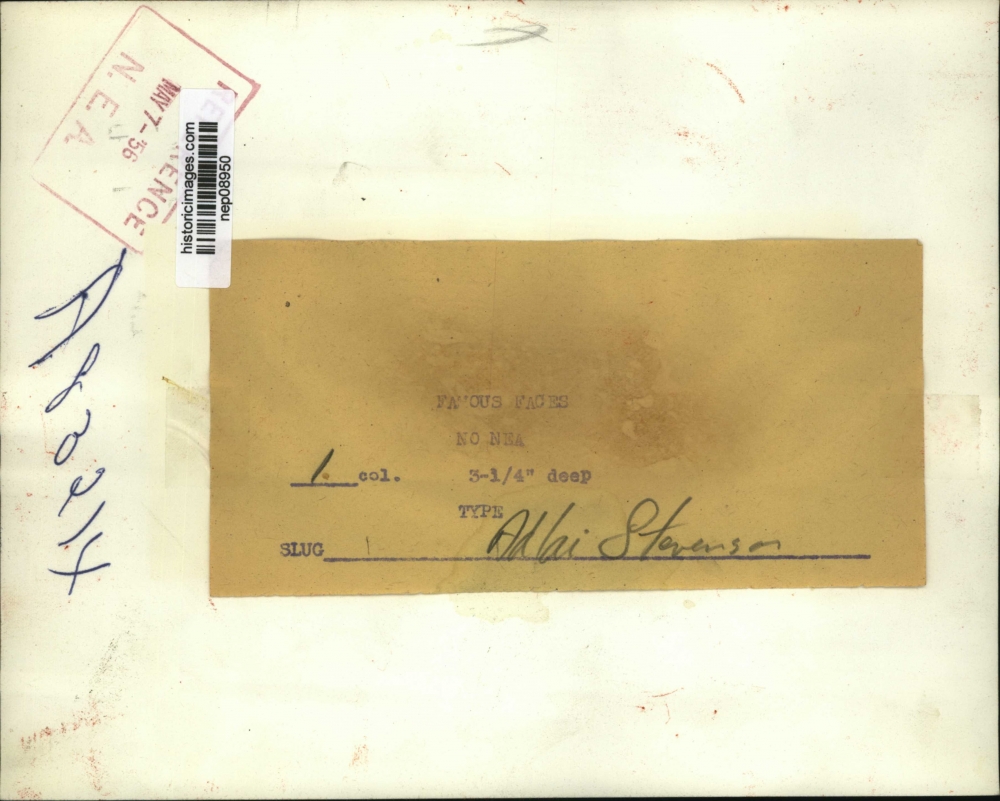 N.E.A.
MAY 7-'56
historicimages.com
nep08950
FAMOUS FACES
NO NEA
1 col. 3-1/4" deep
TYPE
SLUG Adlai Stevenson